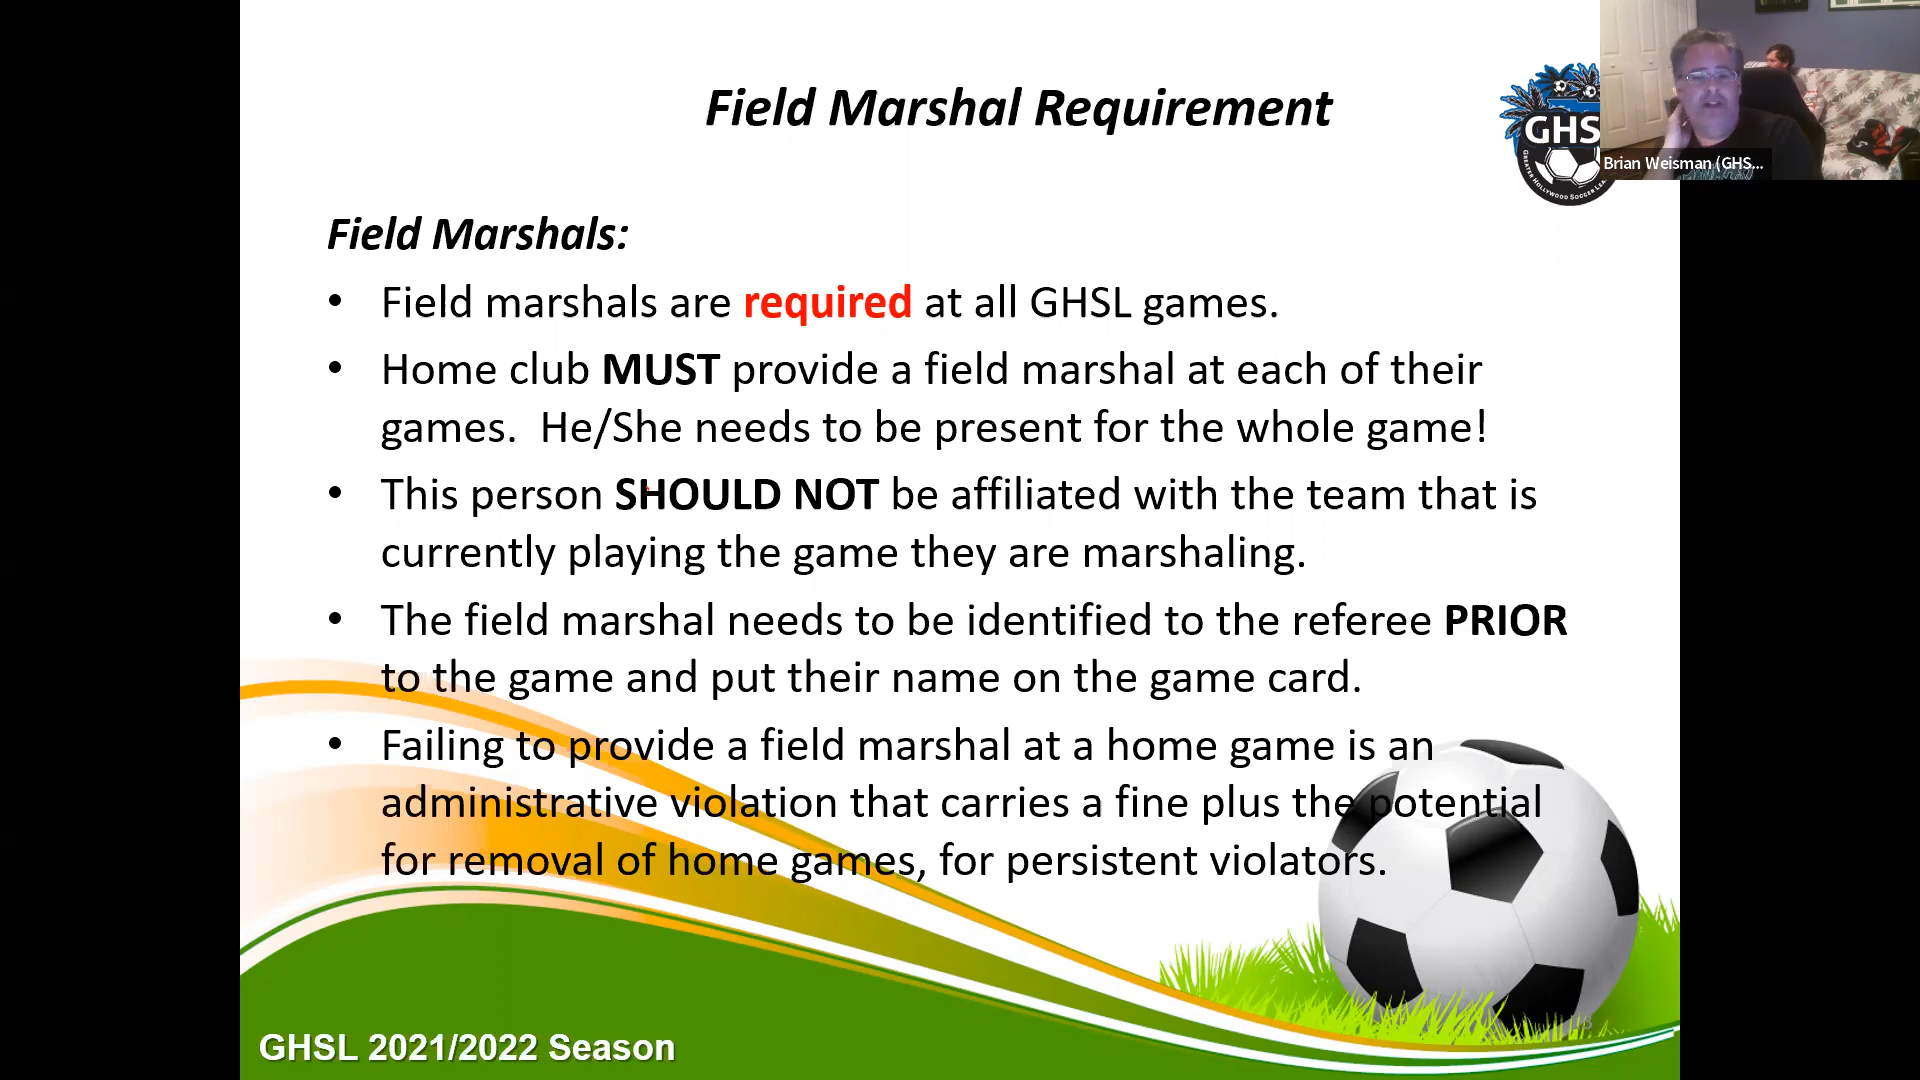 Field Marshal Requirement
GHS
GREATER HOLLYWOOD SOCCER LEA
Brian Weisman (GHS...
Field Marshals:
• Field marshals are required at all GHSL games.
• Home club MUST provide a field marshal at each of their
games.  He/She needs to be present for the whole game!
• This person SHOULD NOT be affiliated with the team that is
currently playing the game they are marshaling.
• The field marshal needs to be identified to the referee PRIOR
to the game and put their name on the game card.
• Failing to provide a field marshal at a home game is an
administrative violation that carries a fine plus the potential
for removal of home games, for persistent violators.
GHSL 2021/2022 Season